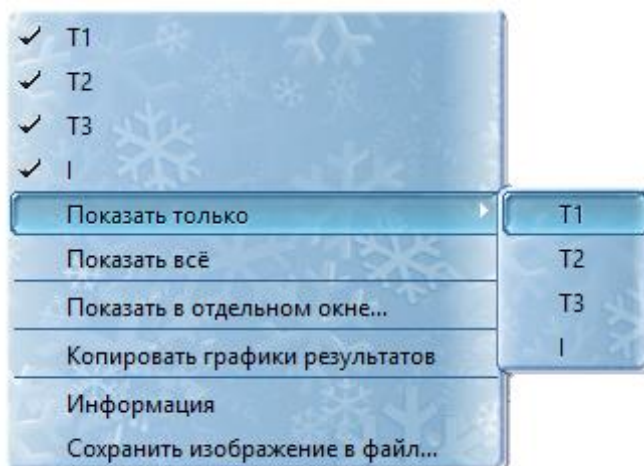 T1
T2
T3
I
Показать только
Показать всё
Показать в отдельном окне...
Копировать графики результатов
Информация
Сохранить изображение в файл...
T1
T2
T3
I